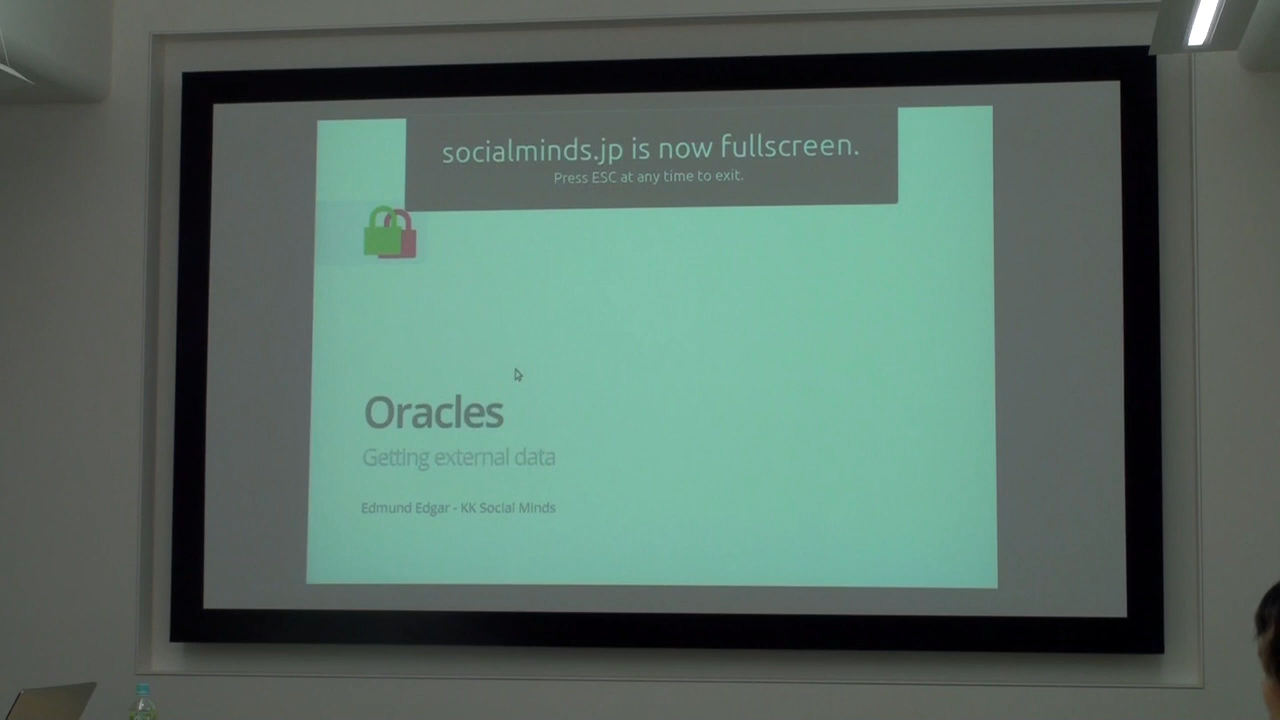 socialminds.jp is now fullscreen.
Press ESC at any time to exit.
Oracles
Getting external data
Edmund Edgar - KK Social Minds